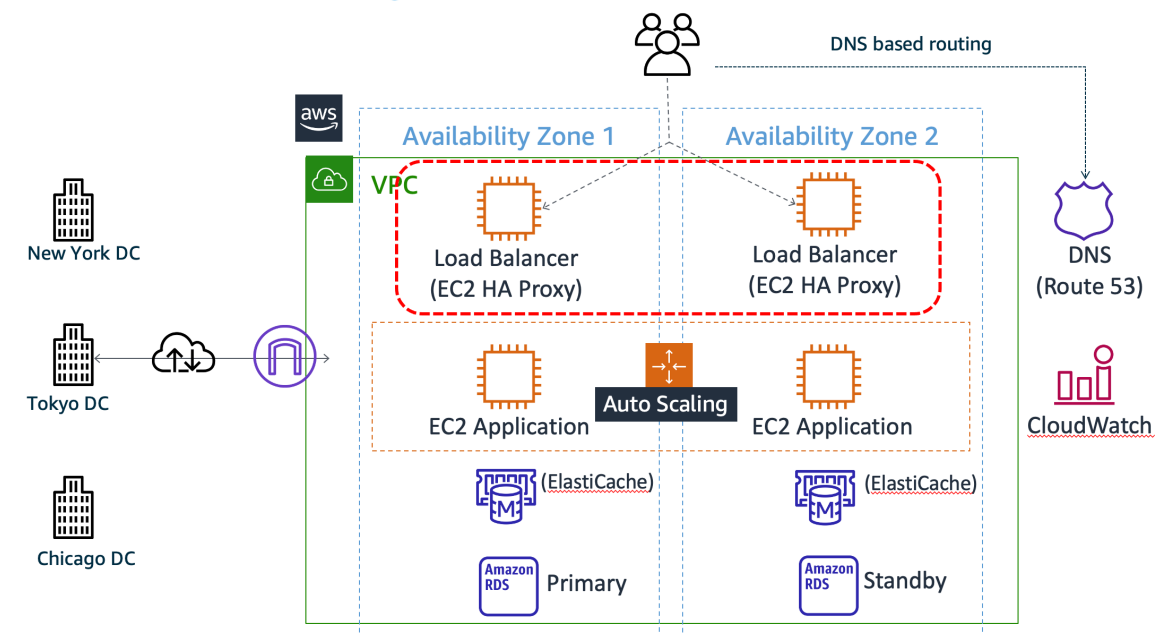 DNS based routing
aws
Availability Zone 1
Availability Zone 2
VPC
New York DC
Load Balancer
(EC2 HA Proxy)
Load Balancer
(EC2 HA Proxy)
DNS
(Route 53)
Tokyo DC
Auto Scaling
EC2 Application
EC2 Application
CloudWatch
(ElastiCache)
M
(ElastiCache)
M
Chicago DC
Amazon
RDS
Primary
Amazon
RDS
Standby